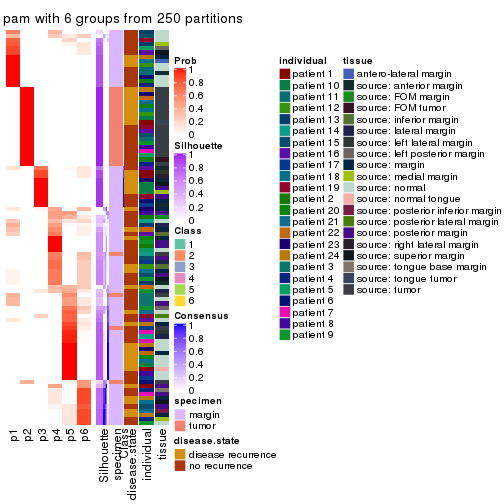 pam with 6 groups from 250 partitions
Prob
1
0.8
0.6
0.4
0.2
0
Silhouette
1
0.8
0.6
0.4
0.2
0
Class
1
2
3
4
5
6
Consensus
1
0.8
0.6
0.4
0.2
0
specimen
margin
tumor
disease.state
disease recurrence
no recurrence
individual
patient 1
patient 10
patient 11
patient 12
patient 13
patient 14
patient 15
patient 16
patient 17
patient 18
patient 19
patient 2
patient 20
patient 21
patient 22
patient 23
patient 24
patient 3
patient 4
patient 5
patient 6
patient 7
patient 8
patient 9
tissue
antero-lateral margin
source: anterior margin
source: FOM margin
source: FOM tumor
source: inferior margin
source: lateral margin
source: left lateral margin
source: left posterior margin
source: margin
source: medial margin
source: normal
source: normal tongue
source: posterior inferior margin
source: posterior lateral margin
source: posterior margin
source: right lateral margin
source: superior margin
source: tongue base margin
source: tongue tumor
source: tumor
p1
p2
p3
p4
p5
p6
Silhouette
specimen
Class
disease.state
individual
tissue